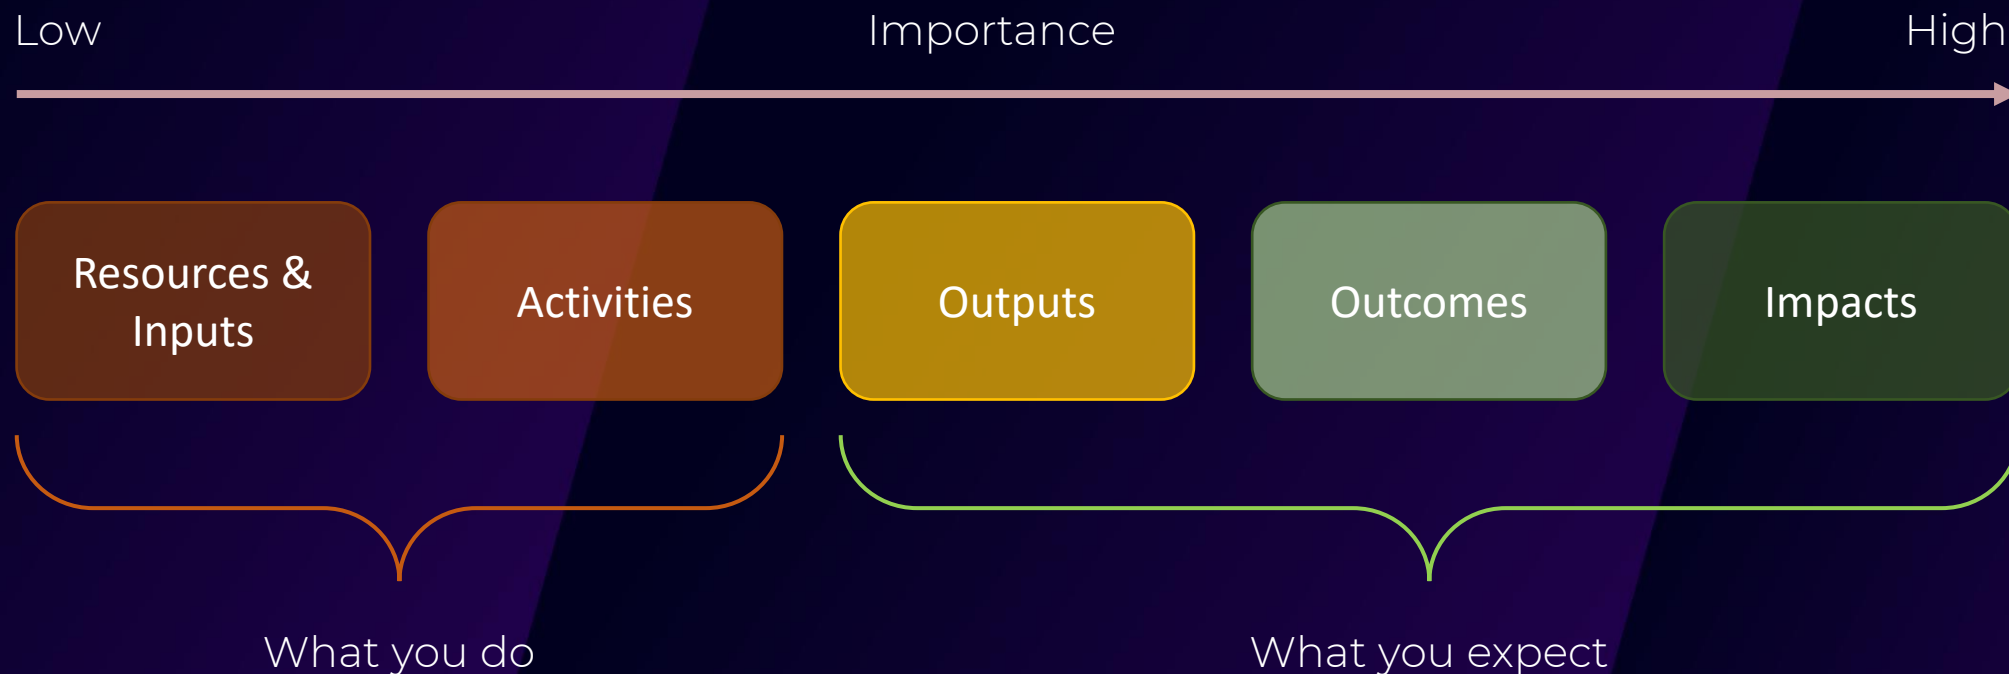 Low
Importance
High
Resources &
Inputs
Activities
Outputs
Outcomes
Impacts
What you do
What you expect